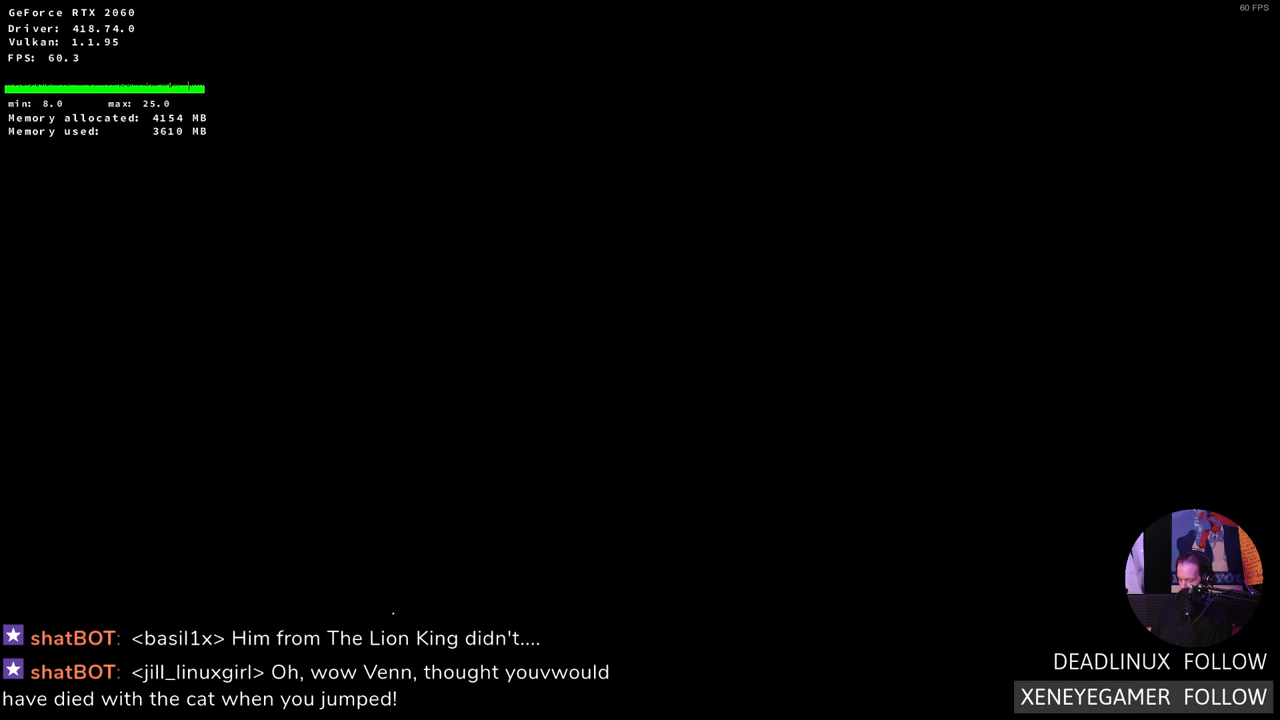 GeForce RTX 2060
60 FPS
Driver: 418.74.0
Vulkan: 1.1.95
FPS: 60.3
min: 8.0 max: 25.0
Memory allocated: 4154 MB
Memory used: 3610 MB
shatBOT: <basil1x> Him from The Lion King didn't....
shatBOT: <jill_linuxgirl> Oh, wow Venn, thought youvwould
have died with the cat when you jumped!
DEADLINUX FOLLOW
XENEYEGAMER FOLLOW